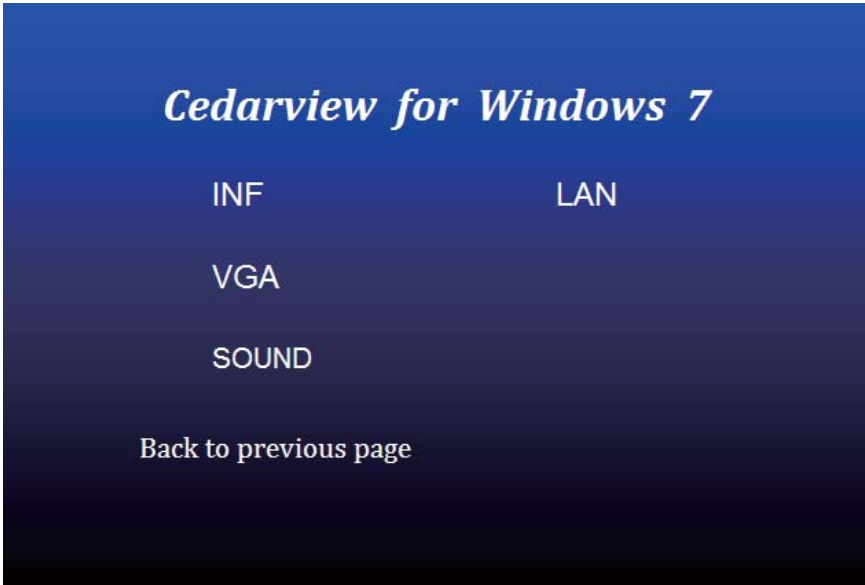 Cedarview for Windows 7
INF LAN
VGA
SOUND
Back to previous page